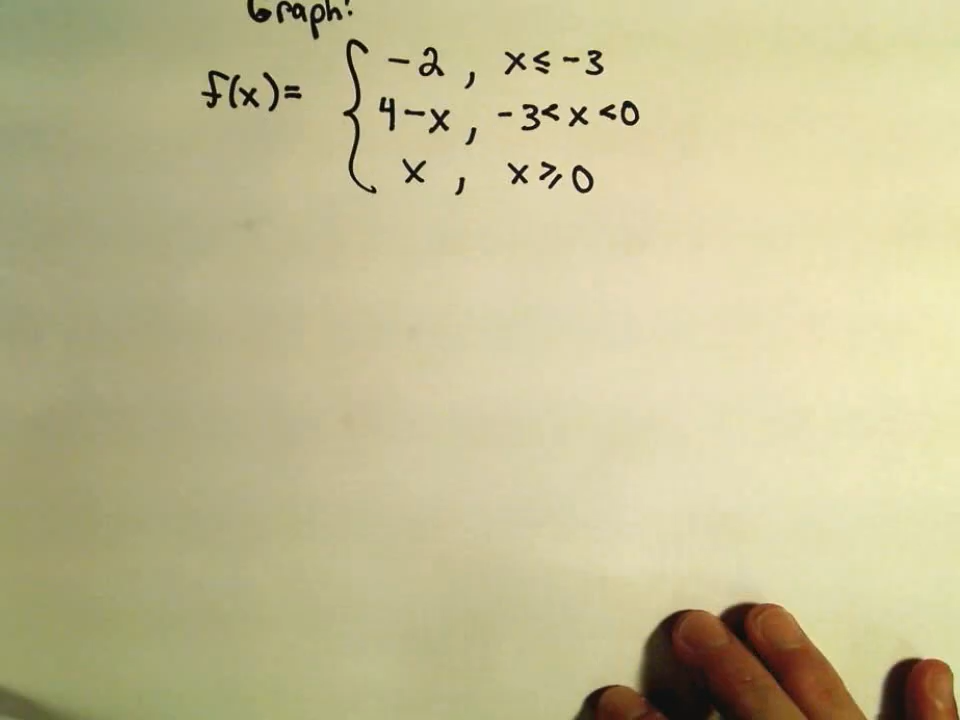 Graph:
f(x)= { -2 , x ≤ -3
4-x , -3 < x < 0
x , x ≥ 0